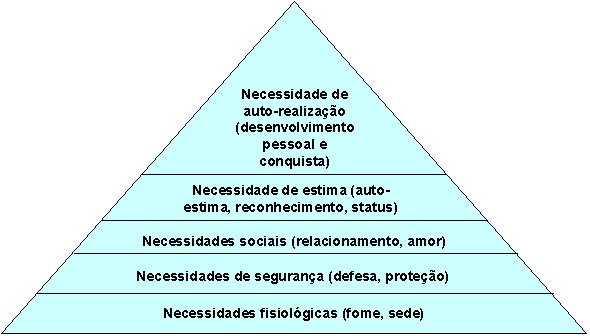 Necessidade de
auto-realização
(desenvolvimento
pessoal e
conquista)
Necessidade de estima (auto-
estima, reconhecimento, status)
Necessidades sociais (relacionamento, amor)
Necessidades de segurança (defesa, proteção)
Necessidades fisiológicas (fome, sede)